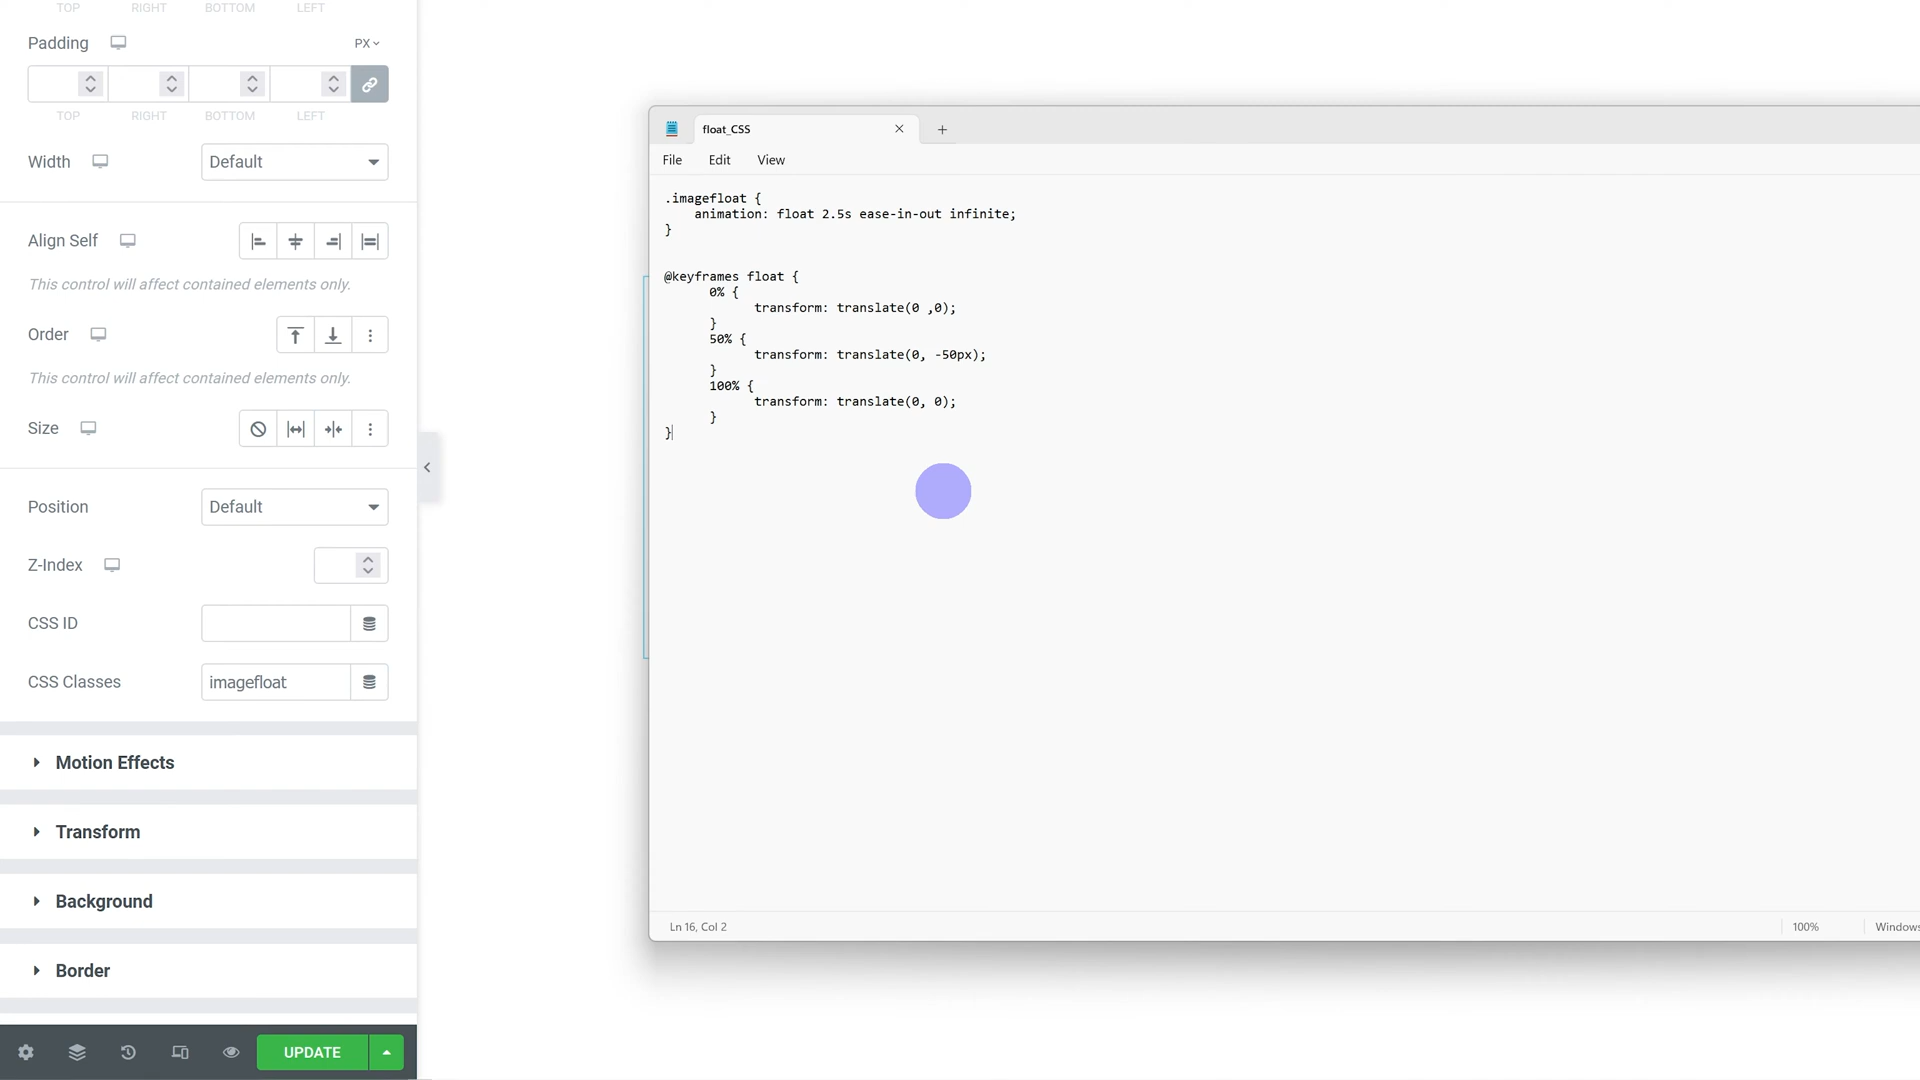 TOP RIGHT BOTTOM LEFT
Padding PX
TOP RIGHT BOTTOM LEFT
Width Default
Align Self
This control will affect contained elements only.
Order
This control will affect contained elements only.
Size
Position Default
Z-Index
CSS ID
CSS Classes imagefloat
Motion Effects
Transform
Background
Border
UPDATE
float_CSS
File Edit View
.imagefloat {
animation: float 2.5s ease-in-out infinite;
}
@keyframes float {
0% {
transform: translate(0 ,0);
}
50% {
transform: translate(0, -50px);
}
100% {
transform: translate(0, 0);
}
}
Ln 16, Col 2 100% Windows